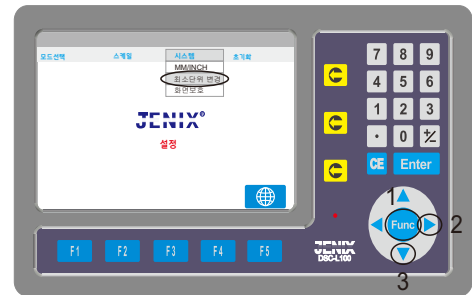 모드선택 스케일 시스템 초기화
MM/INCH
최소단위 변경
화면보호
JENIX®
설정
F1 F2 F3 F4 F5
7 8 9
4 5 6
1 2 3
· 0 +/-
CE Enter
1
Func 2
3
JENIX
DSC-L100